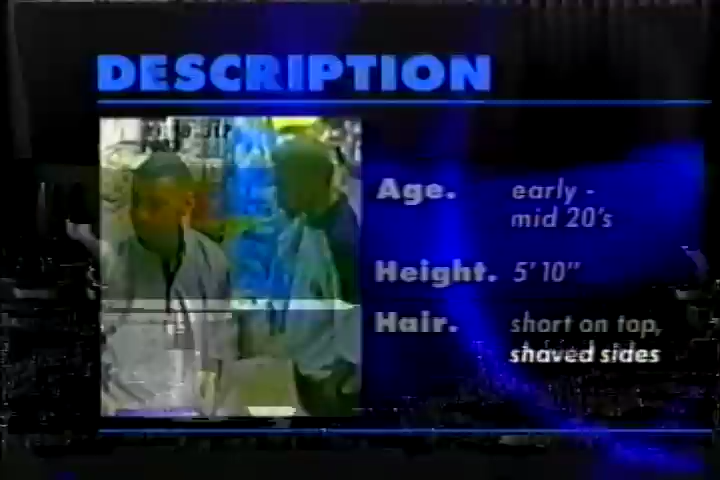 DESCRIPTION
Age. early -
mid 20's
Height. 5'10"
Hair. short on top,
shaved sides